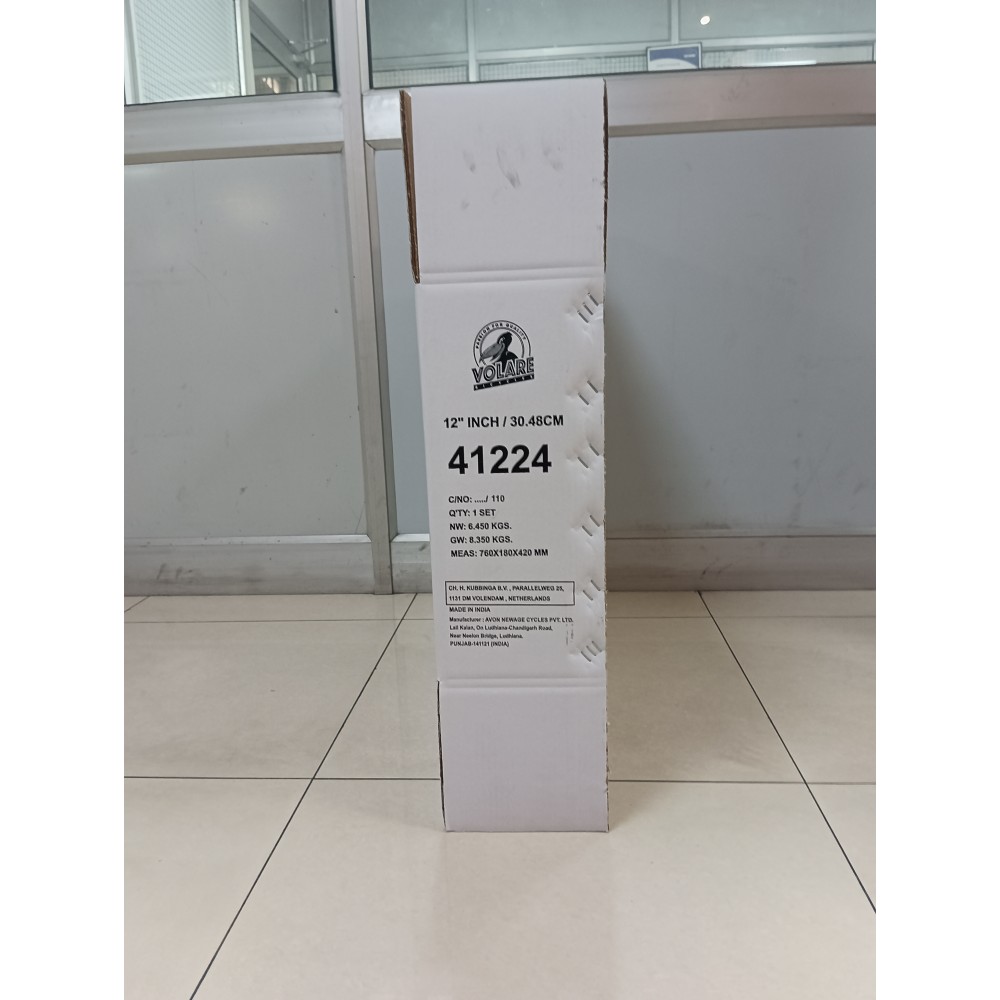 PASSION FOR QUALITY
VOLARE
BICYCLES
12" INCH / 30.48CM
41224
C/NO: ...../ 110
Q'TY: 1 SET
NW: 6.450 KGS.
GW: 8.350 KGS.
MEAS: 760X180X420 MM
CH. H. KUBBINGA B.V. , PARALLELWEG 25,
1131 DM VOLENDAM , NETHERLANDS
MADE IN INDIA
Manufacturer : AVON NEWAGE CYCLES PVT. LTD.
Lall Kalan, On Ludhiana-Chandigarh Road,
Near Neelon Bridge, Ludhiana.
PUNJAB-141121 (INDIA)